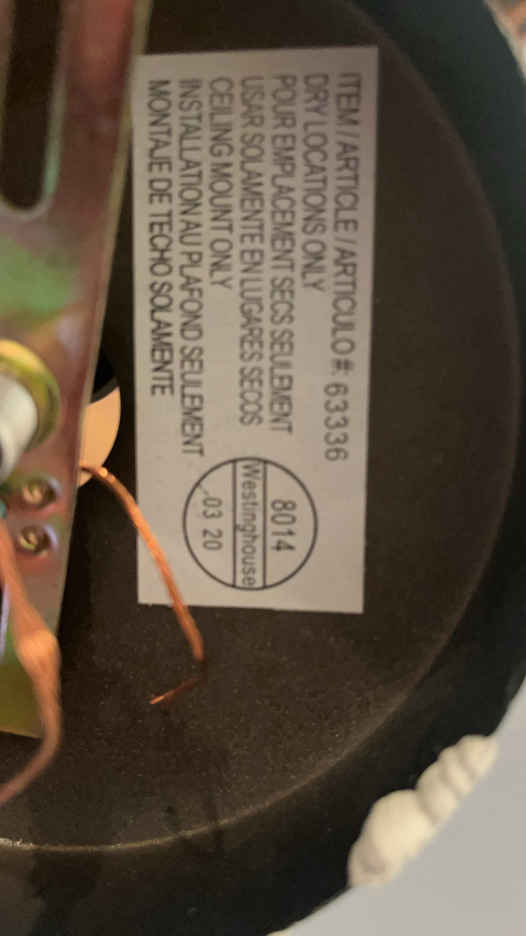 ITEM / ARTICLE / ARTICULO #: 63336
DRY LOCATIONS ONLY
POUR EMPLACEMENT SECS SEULEMENT
USAR SOLAMENTE EN LUGARES SECOS
CEILING MOUNT ONLY
INSTALLATION AU PLAFOND SEULEMENT
MONTAJE DE TECHO SOLAMENTE
8014
Westinghouse
03 20